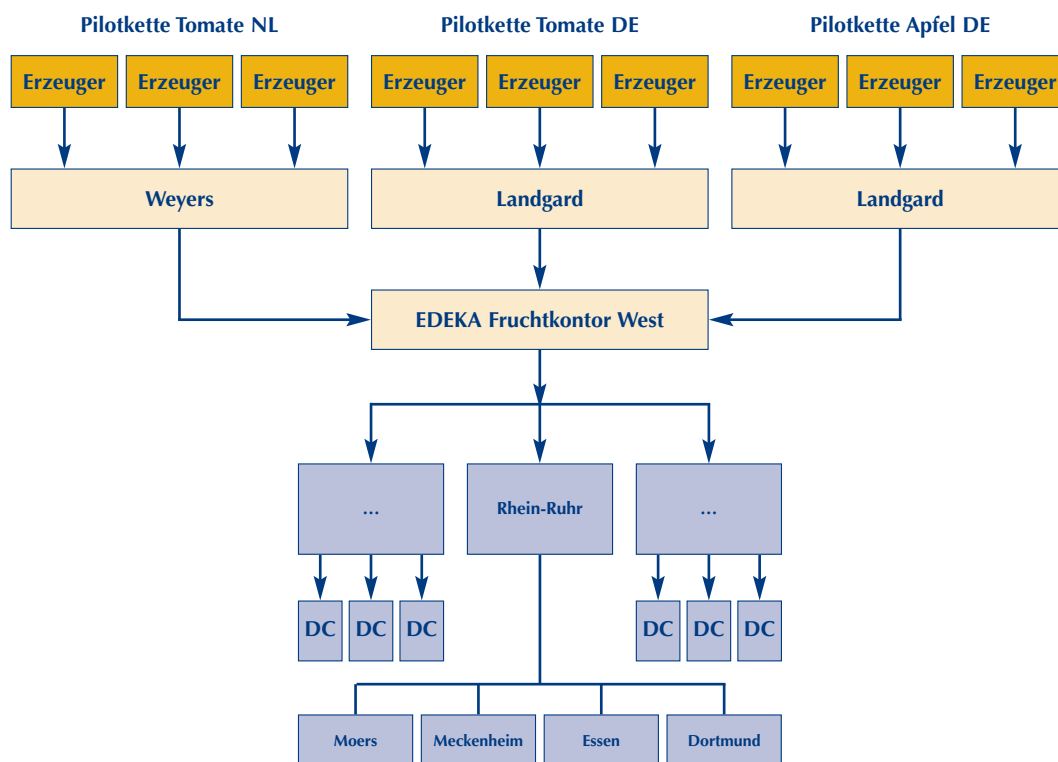 Pilotkette Tomate NL
Pilotkette Tomate DE
Pilotkette Apfel DE
Erzeuger
Erzeuger
Erzeuger
Erzeuger
Erzeuger
Erzeuger
Erzeuger
Erzeuger
Erzeuger
Weyers
Landgard
Landgard
EDEKA Fruchtkontor West
...
Rhein-Ruhr
...
DC
DC
DC
DC
DC
DC
Moers
Meckenheim
Essen
Dortmund